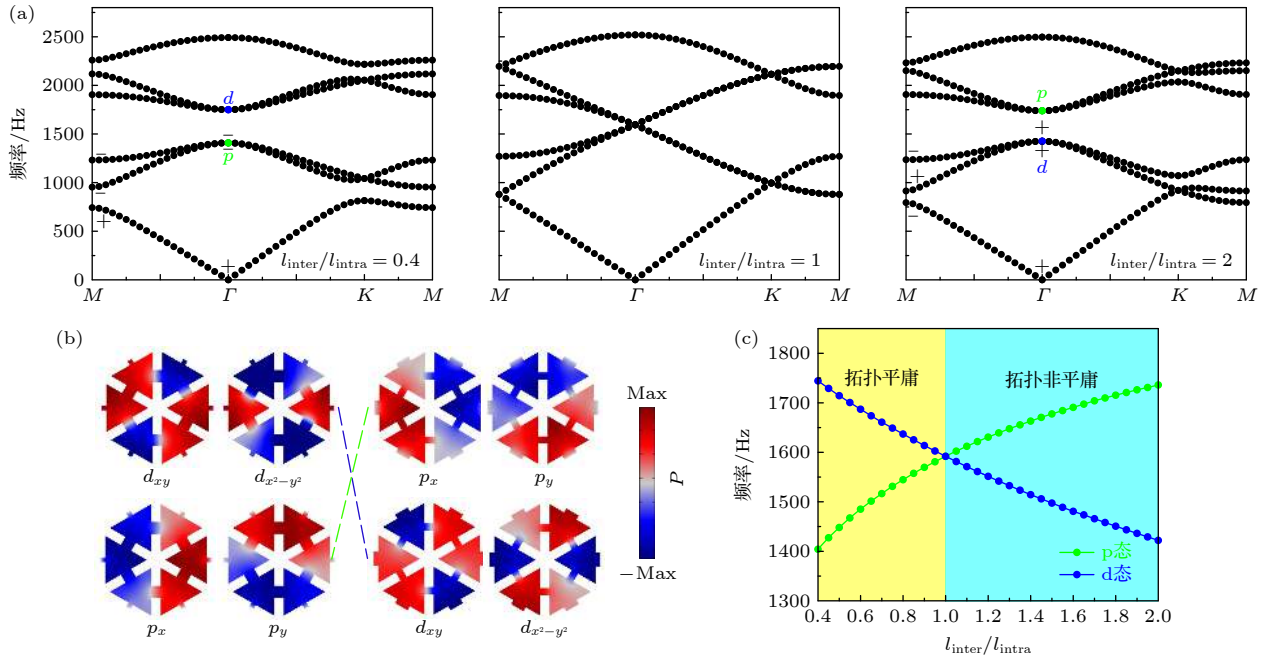 (a)
频率/Hz
2500
2000
1500
1000
500
0
d
−
p
−
−
−
+
+
l_inter/l_intra = 0.4
M Γ K M
l_inter/l_intra = 1
M Γ K M
p
+
+
d
−
+
−
+
l_inter/l_intra = 2
M Γ K M
(b)
d_xy d_x²−y² p_x p_y
p_x p_y d_xy d_x²−y²
Max
P
−Max
(c)
频率/Hz
1800
1700
1600
1500
1400
1300
拓扑平庸 拓扑非平庸
p态
d态
0.4 0.6 0.8 1.0 1.2 1.4 1.6 1.8 2.0
l_inter/l_intra